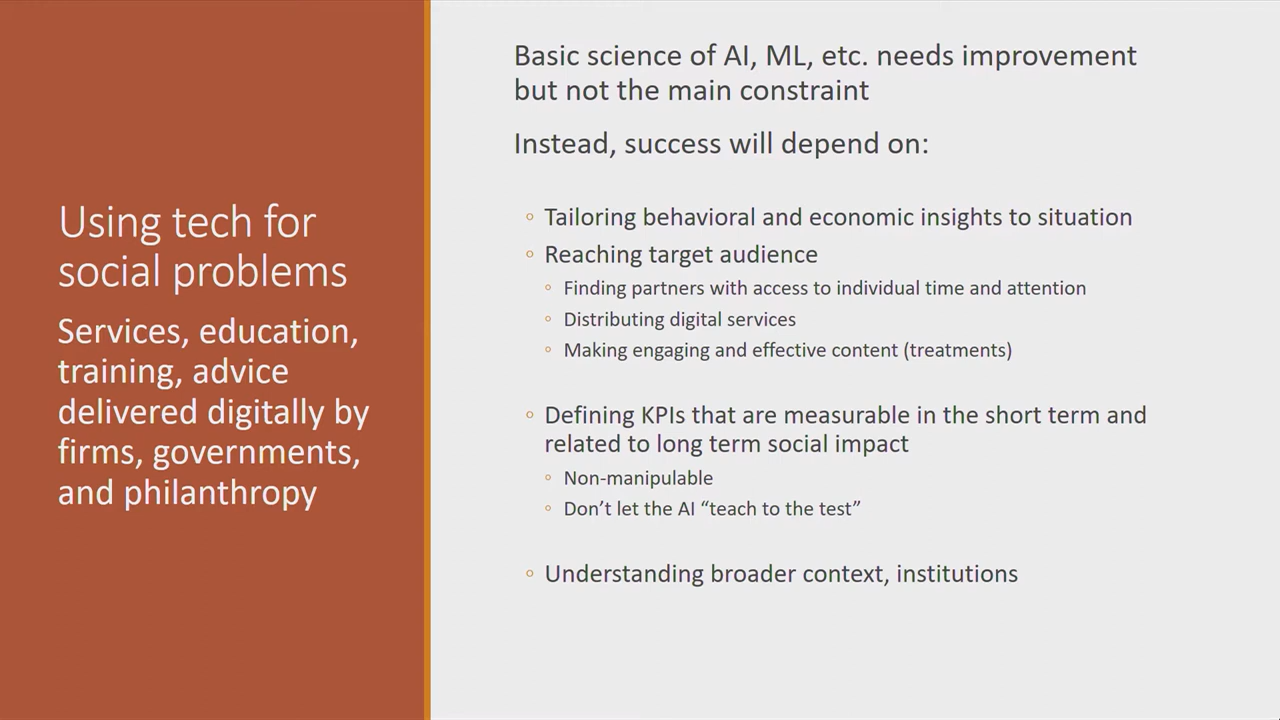 Using tech for
social problems
Services, education,
training, advice
delivered digitally by
firms, governments,
and philanthropy
Basic science of AI, ML, etc. needs improvement
but not the main constraint
Instead, success will depend on:
◦ Tailoring behavioral and economic insights to situation
◦ Reaching target audience
◦ Finding partners with access to individual time and attention
◦ Distributing digital services
◦ Making engaging and effective content (treatments)
◦ Defining KPIs that are measurable in the short term and
related to long term social impact
◦ Non-manipulable
◦ Don’t let the AI “teach to the test”
◦ Understanding broader context, institutions